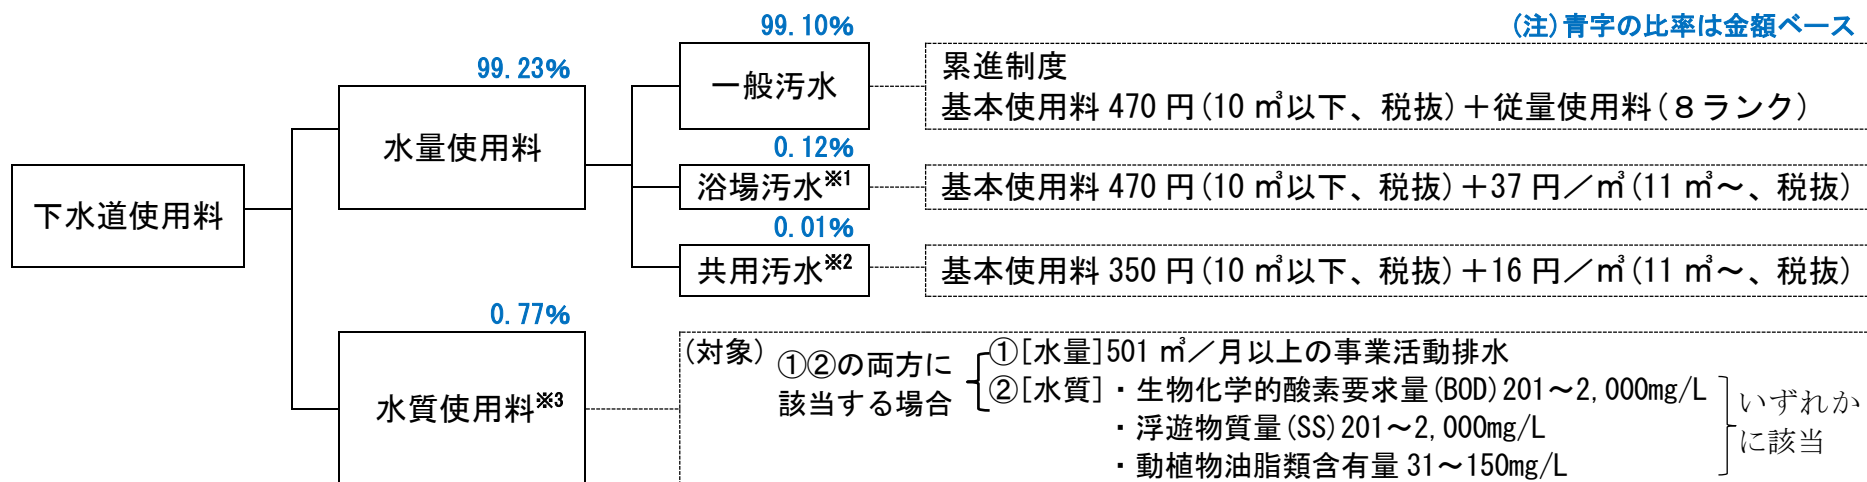 (注)青字の比率は金額ベース
下水道使用料
99.23%
水量使用料
99.10%
一般汚水
累進制度
基本使用料 470 円(10 ㎥以下、税抜)+従量使用料(8ランク)
0.12%
浴場汚水※1
基本使用料 470 円(10 ㎥以下、税抜)+37 円/㎥(11 ㎥~、税抜)
0.01%
共用汚水※2
基本使用料 350 円(10 ㎥以下、税抜)+16 円/㎥(11 ㎥~、税抜)
0.77%
水質使用料※3
(対象)
①②の両方に
該当する場合
①[水量]501 ㎥/月以上の事業活動排水
②[水質]・生物化学的酸素要求量(BOD)201~2,000mg/L
・浮遊物質量(SS)201~2,000mg/L
・動植物油脂類含有量 31~150mg/L
いずれか
に該当